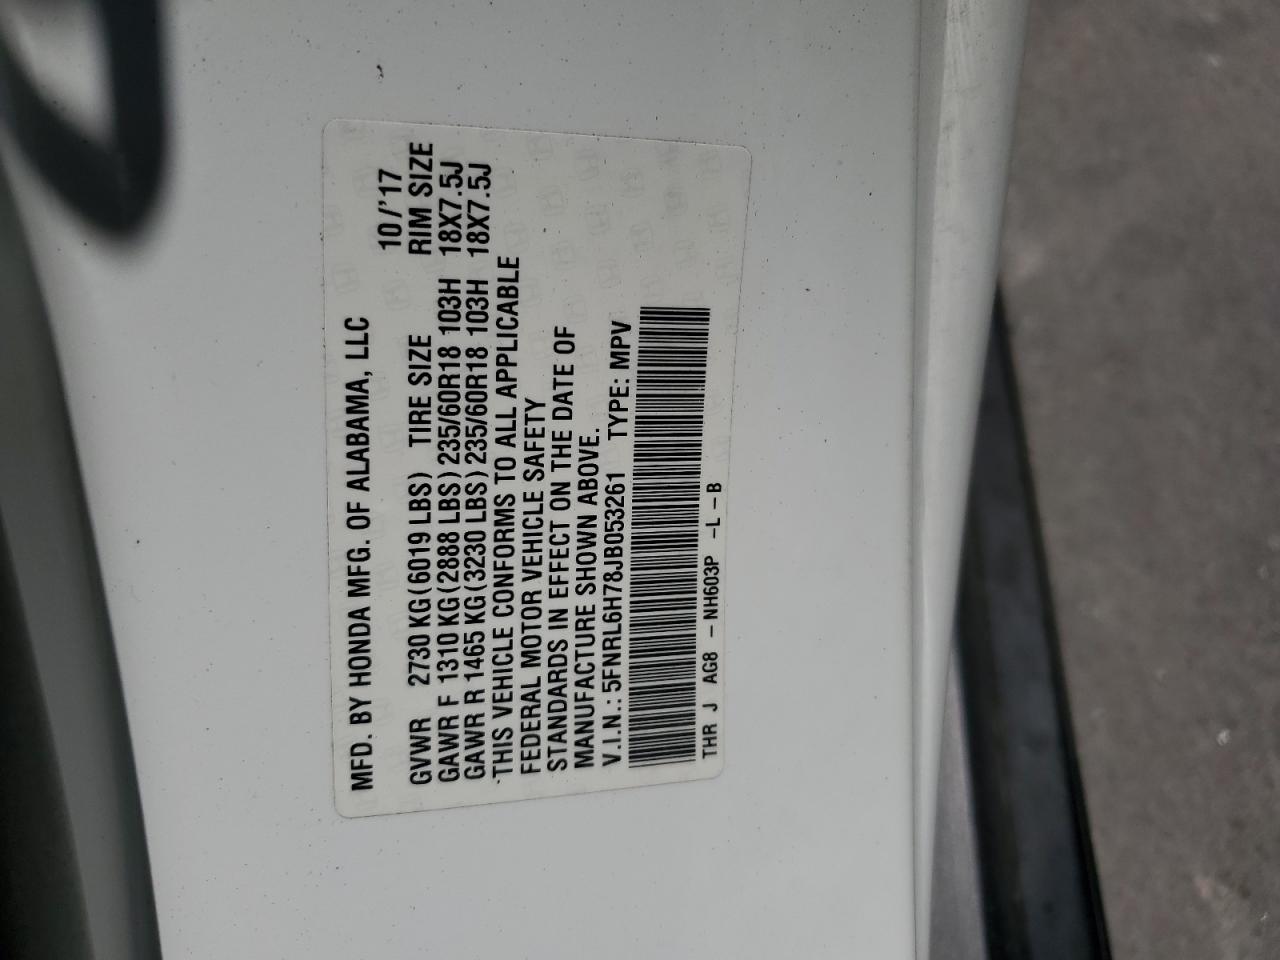 MFD. BY HONDA MFG. OF ALABAMA, LLC
10/'17
GVWR 2730 KG(6019 LBS) TIRE SIZE RIM SIZE
GAWR F 1310 KG(2888 LBS) 235/60R18 103H 18X7.5J
GAWR R 1465 KG(3230 LBS) 235/60R18 103H 18X7.5J
THIS VEHICLE CONFORMS TO ALL APPLICABLE
FEDERAL MOTOR VEHICLE SAFETY
STANDARDS IN EFFECT ON THE DATE OF
MANUFACTURE SHOWN ABOVE.
V.I.N.: 5FNRL6H78JB053261 TYPE: MPV
THR J AG8 - NH603P -L -B